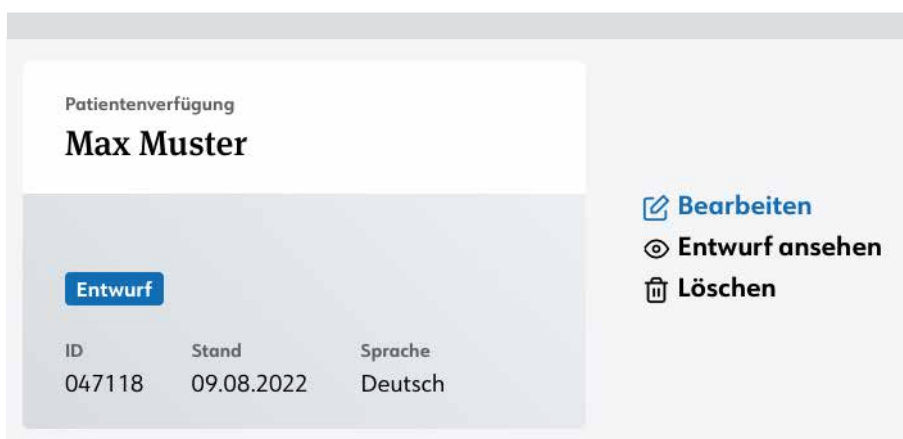 Patientenverfügung
Max Muster
Entwurf
ID Stand Sprache
047118 09.08.2022 Deutsch
Bearbeiten
Entwurf ansehen
Löschen